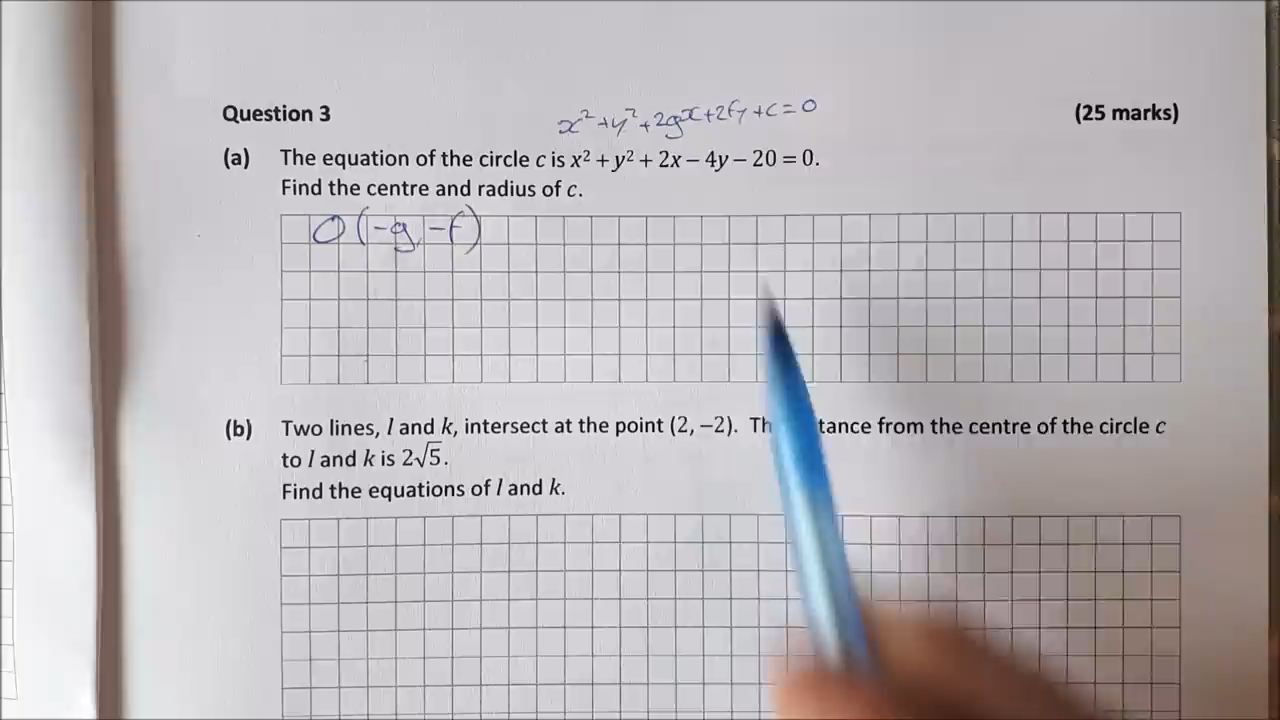 Question 3 x²+y²+2gx+2fy+c=0 (25 marks)
(a) The equation of the circle c is x² + y² + 2x – 4y – 20 = 0.
Find the centre and radius of c.
O(-g, -f)
(b) Two lines, l and k, intersect at the point (2, –2). from the centre of the circle c
to l and k is 2√5.
Find the equations of l and k.